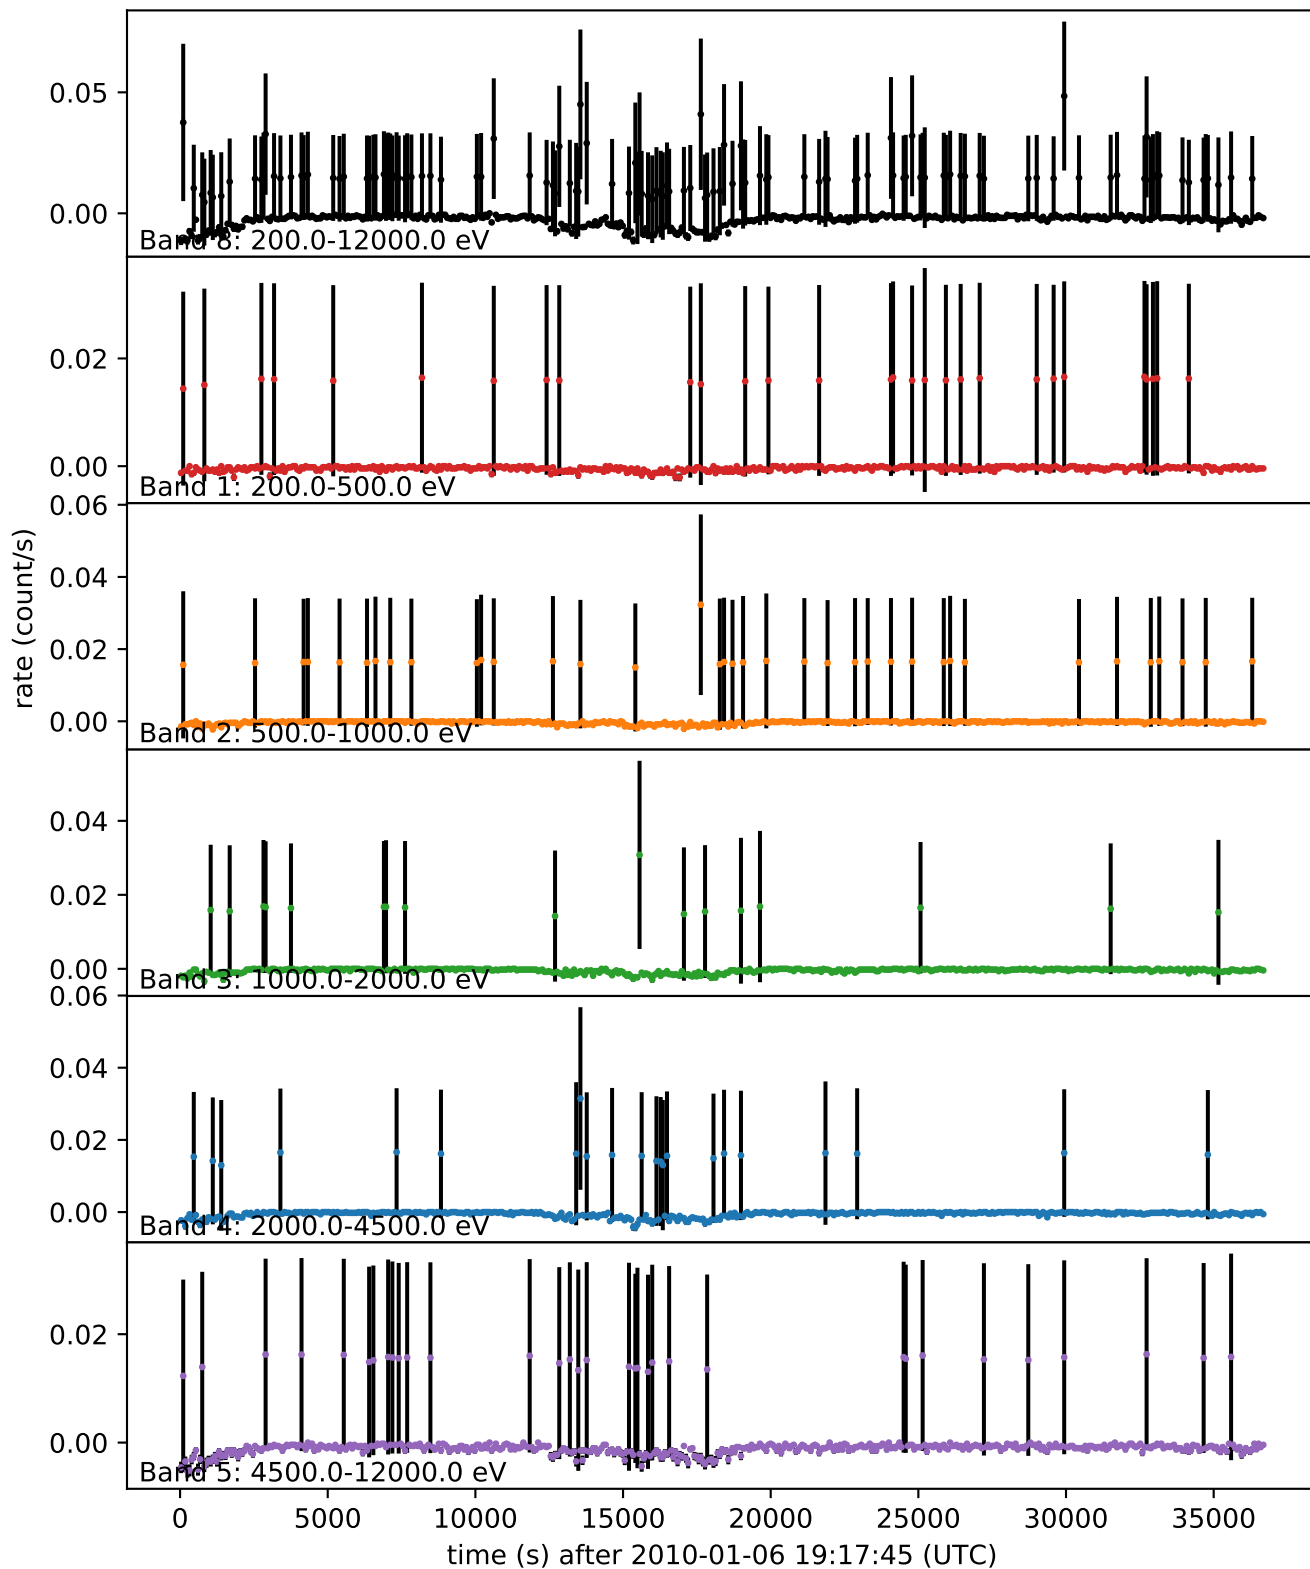 0.05
0.00
Band 8: 200.0-12000.0 eV
0.02
0.00
Band 1: 200.0-500.0 eV
0.06
0.04
0.02
0.00
Band 2: 500.0-1000.0 eV
rate (count/s)
0.04
0.02
0.00
Band 3: 1000.0-2000.0 eV
0.06
0.04
0.02
0.00
Band 4: 2000.0-4500.0 eV
0.02
0.00
Band 5: 4500.0-12000.0 eV
0 5000 10000 15000 20000 25000 30000 35000
time (s) after 2010-01-06 19:17:45 (UTC)